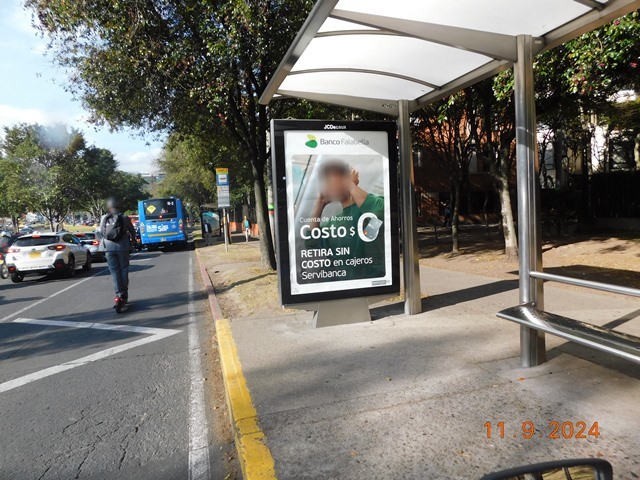 JCDecaux
Banco Falabella
Cuenta de Ahorros
Costo $0
RETIRA SIN
COSTO en cajeros
Servibanca
11.9.2024